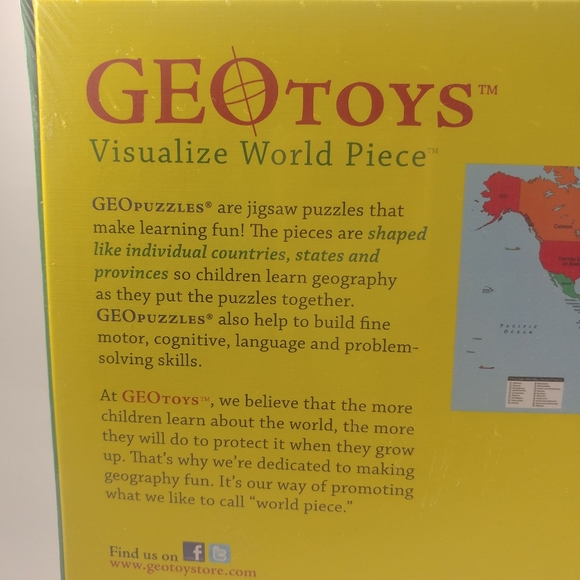 GEOTOYS™
Visualize World Piece™
GEOPUZZLES® are jigsaw puzzles that
make learning fun! The pieces are shaped
like individual countries, states and
provinces so children learn geography
as they put the puzzles together.
GEOPUZZLES® also help to build fine
motor, cognitive, language and problem-
solving skills.
At GEOTOYS™, we believe that the more
children learn about the world, the more
they will do to protect it when they grow
up. That's why we're dedicated to making
geography fun. It's our way of promoting
what we like to call "world piece."
Find us on
www.geotoystore.com
Pacific
Ocean